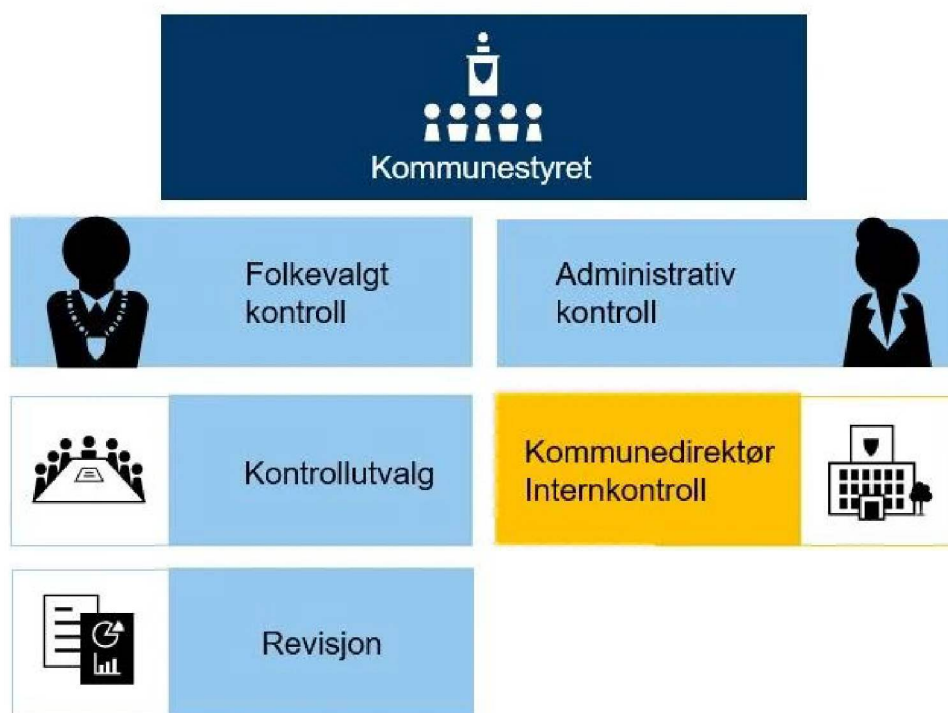 Kommunestyret
Folkevalgt
kontroll
Administrativ
kontroll
Kontrollutvalg
Kommunedirektør
Internkontroll
Revisjon